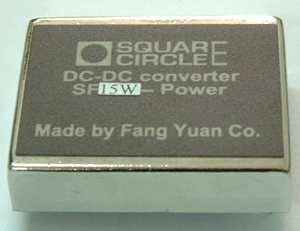 SQUARE
CIRCLE
DC-DC converter
SF15W- Power
Made by Fang Yuan Co.